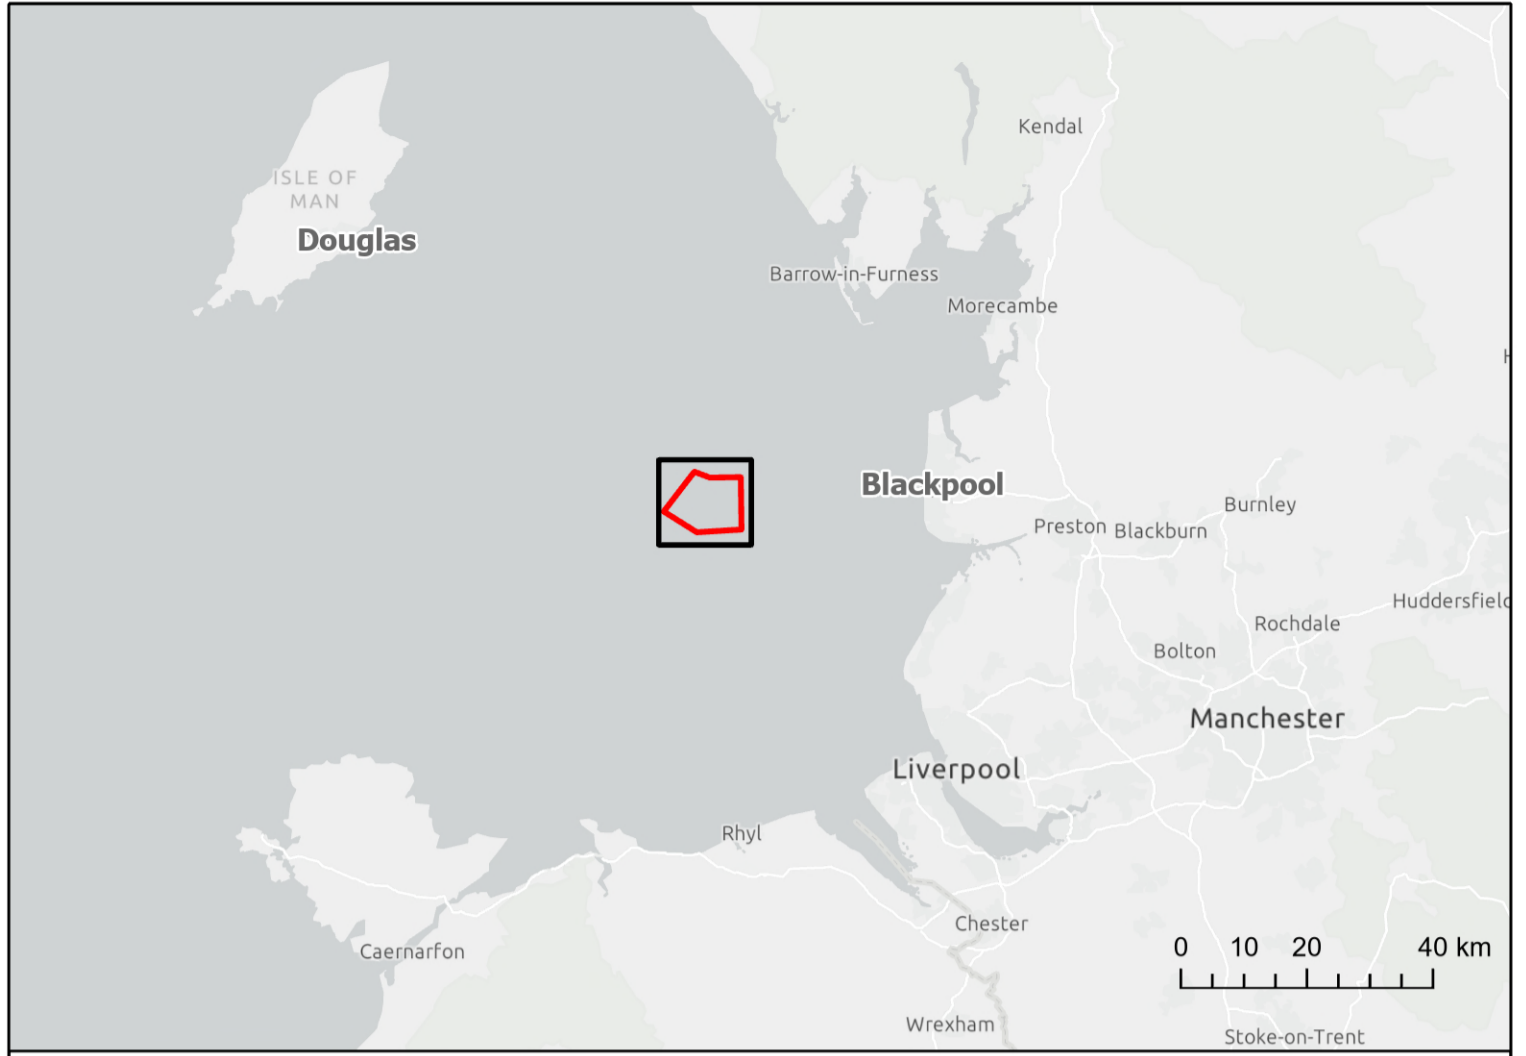 Kendal
ISLE OF
MAN
Douglas
Barrow-in-Furness
Morecambe
Blackpool
Burnley
Preston
Blackburn
Huddersfield
Rochdale
Bolton
Manchester
Liverpool
Rhyl
Chester
Caernarfon
0 10 20 40 km
Wrexham
Stoke-on-Trent